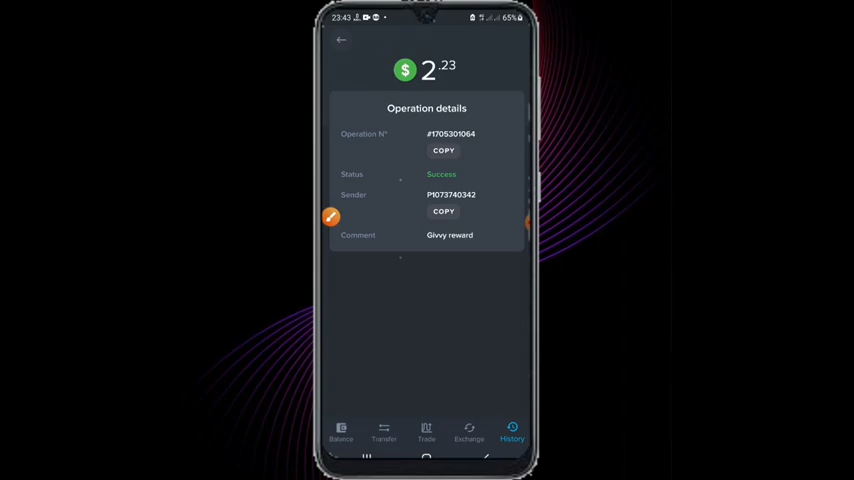 23:43
65%
$ 2.23
Operation details
Operation Nº #1705301064
COPY
Status Success
Sender P1073740342
COPY
Comment Givvy reward
Balance Transfer Trade Exchange History